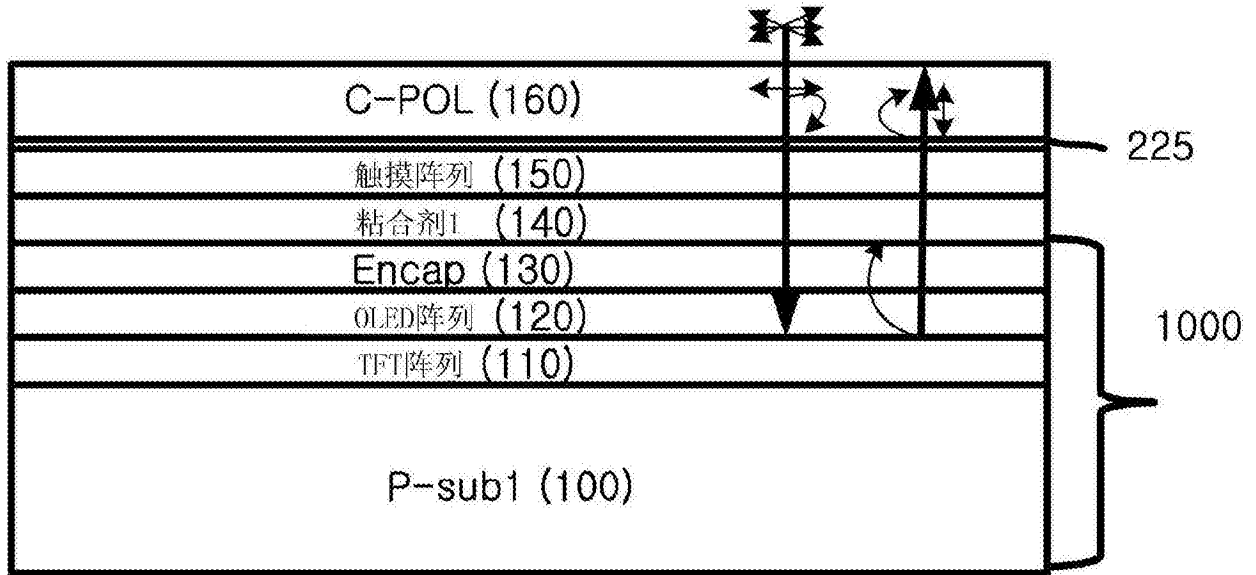 C-POL (160)
225
触摸阵列 (150)
粘合剂1 (140)
Encap (130)
OLED阵列 (120)
1000
TFT阵列 (110)
P-sub1 (100)